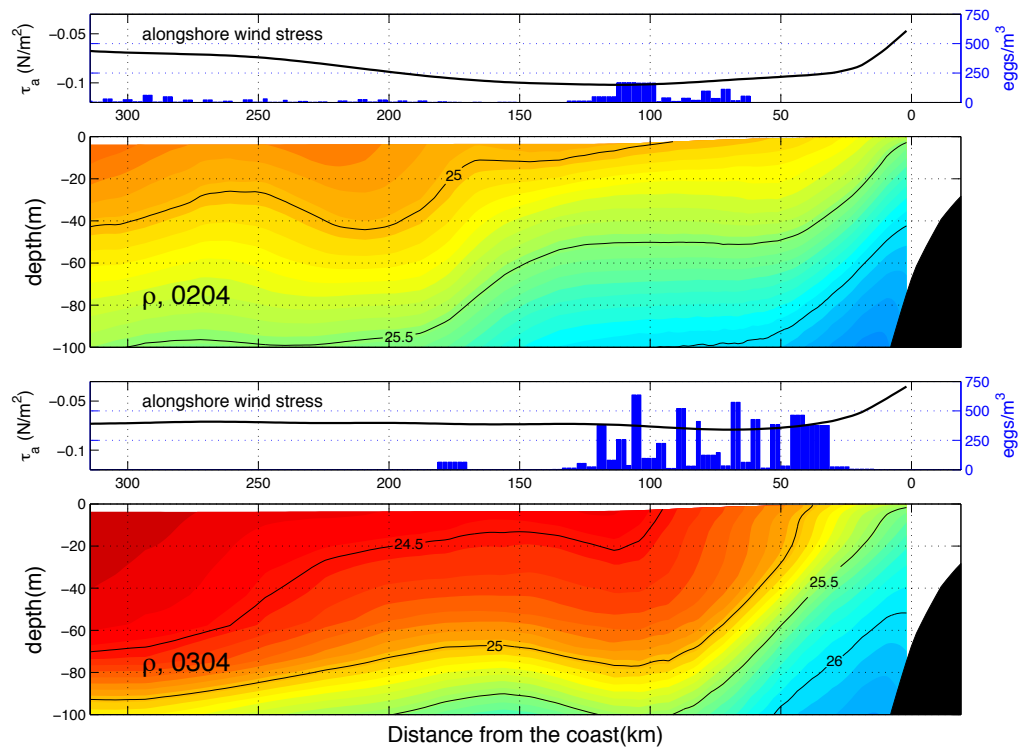 alongshore wind stress
τa (N/m²)
−0.05
−0.1
750
500
250
0
eggs/m³
300 250 200 150 100 50 0
depth(m)
0
−20
−40
−60
−80
−100
25
25.5
ρ, 0204
alongshore wind stress
τa (N/m²)
−0.05
−0.1
750
500
250
0
eggs/m³
300 250 200 150 100 50 0
depth(m)
0
−20
−40
−60
−80
−100
24.5
25
25.5
26
ρ, 0304
Distance from the coast(km)